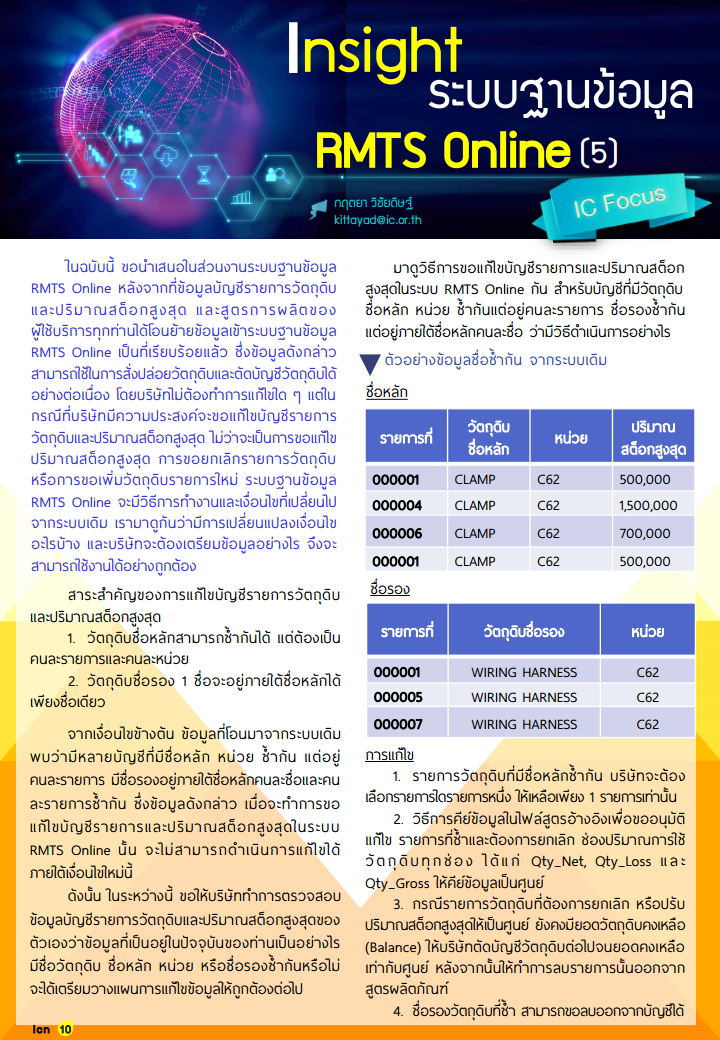 Insight
ระบบฐานข้อมูล
RMTS Online (5)
กฤตยา วิชัยดิษฐ์
kittayad@ic.or.th
IC Focus
ในฉบับนี้ ขอนำเสนอในส่วนงานระบบฐานข้อมูล
RMTS Online หลังจากที่ข้อมูลบัญชีรายการวัตถุดิบ
และปริมาณสต็อกสูงสุด และสูตรการผลิตของ
ผู้ใช้บริการทุกท่านได้โอนย้ายข้อมูลเข้าระบบฐานข้อมูล
RMTS Online เป็นที่เรียบร้อยแล้ว ซึ่งข้อมูลดังกล่าว
สามารถใช้ในการสั่งปล่อยวัตถุดิบและตัดบัญชีวัตถุดิบได้
อย่างต่อเนื่อง โดยบริษัทไม่ต้องทำการแก้ไขใด ๆ แต่ใน
กรณีที่บริษัทมีความประสงค์จะขอแก้ไขบัญชีรายการ
วัตถุดิบและปริมาณสต็อกสูงสุด ไม่ว่าจะเป็นการขอแก้ไข
ปริมาณสต็อกสูงสุด การขอยกเลิกรายการวัตถุดิบ
หรือการขอเพิ่มวัตถุดิบรายการใหม่ ระบบฐานข้อมูล
RMTS Online จะมีวิธีการทำงานและเงื่อนไขที่เปลี่ยนไป
จากระบบเดิม เรามาดูกันว่ามีการเปลี่ยนแปลงเงื่อนไข
อะไรบ้าง และบริษัทจะต้องเตรียมข้อมูลอย่างไร จึงจะ
สามารถใช้งานได้อย่างถูกต้อง
สาระสำคัญของการแก้ไขบัญชีรายการวัตถุดิบ
และปริมาณสต็อกสูงสุด
1. วัตถุดิบชื่อหลักสามารถซ้ำกันได้ แต่ต้องเป็น
คนละรายการและคนละหน่วย
2. วัตถุดิบชื่อรอง 1 ชื่อจะอยู่ภายใต้ชื่อหลักได้
เพียงชื่อเดียว
จากเงื่อนไขข้างต้น ข้อมูลที่โอนมาจากระบบเดิม
พบว่ามีหลายบัญชีที่มีชื่อหลัก หน่วย ซ้ำกัน แต่อยู่
คนละรายการ มีชื่อรองอยู่ภายใต้ชื่อหลักคนละชื่อและคน
ละรายการซ้ำกัน ซึ่งข้อมูลดังกล่าว เมื่อจะทำการขอ
แก้ไขบัญชีรายการและปริมาณสต็อกสูงสุดในระบบ
RMTS Online นั้น จะไม่สามารถดำเนินการแก้ไขได้
ภายใต้เงื่อนไขใหม่นี้
ดังนั้น ในระหว่างนี้ ขอให้บริษัททำการตรวจสอบ
ข้อมูลบัญชีรายการวัตถุดิบและปริมาณสต็อกสูงสุดของ
ตัวเองว่าข้อมูลที่เป็นอยู่ในปัจจุบันของท่านเป็นอย่างไร
มีชื่อวัตถุดิบ ชื่อหลัก หน่วย หรือชื่อรองซ้ำกันหรือไม่
จะได้เตรียมวางแผนการแก้ไขข้อมูลให้ถูกต้องต่อไป
มาดูวิธีการขอแก้ไขบัญชีรายการและปริมาณสต็อก
สูงสุดในระบบ RMTS Online กัน สำหรับบัญชีที่มีวัตถุดิบ
ชื่อหลัก หน่วย ซ้ำกันแต่อยู่คนละรายการ ชื่อรองซ้ำกัน
แต่อยู่ภายใต้ชื่อหลักคนละชื่อ ว่ามีวิธีดำเนินการอย่างไร
ตัวอย่างข้อมูลชื่อซ้ำกัน จากระบบเดิม
ชื่อหลัก
รายการที่ วัตถุดิบชื่อหลัก หน่วย ปริมาณสต็อกสูงสุด
000001 CLAMP C62 500,000
000004 CLAMP C62 1,500,000
000006 CLAMP C62 700,000
000001 CLAMP C62 500,000
ชื่อรอง
รายการที่ วัตถุดิบชื่อรอง หน่วย
000001 WIRING HARNESS C62
000005 WIRING HARNESS C62
000007 WIRING HARNESS C62
การแก้ไข
1. รายการวัตถุดิบที่มีชื่อหลักซ้ำกัน บริษัทจะต้อง
เลือกรายการใดรายการหนึ่ง ให้เหลือเพียง 1 รายการเท่านั้น
2. วิธีการคีย์ข้อมูลในไฟล์สูตรอ้างอิงเพื่อขออนุมัติ
แก้ไข รายการที่ซ้ำและต้องการยกเลิก ช่องปริมาณการใช้
วัตถุดิบทุกช่อง ได้แก่ Qty_Net, Qty_Loss และ
Qty_Gross ให้คีย์ข้อมูลเป็นศูนย์
3. กรณีรายการวัตถุดิบที่ต้องการยกเลิก หรือปรับ
ปริมาณสต็อกสูงสุดให้เป็นศูนย์ ยังคงมียอดวัตถุดิบคงเหลือ
(Balance) ให้บริษัทตัดบัญชีวัตถุดิบต่อไปจนยอดคงเหลือ
เท่ากับศูนย์ หลังจากนั้นให้ทำการลบรายการนั้นออกจาก
สูตรผลิตภัณฑ์
4. ชื่อรองวัตถุดิบที่ซ้ำ สามารถขอลบออกจากบัญชีได้
icn 10